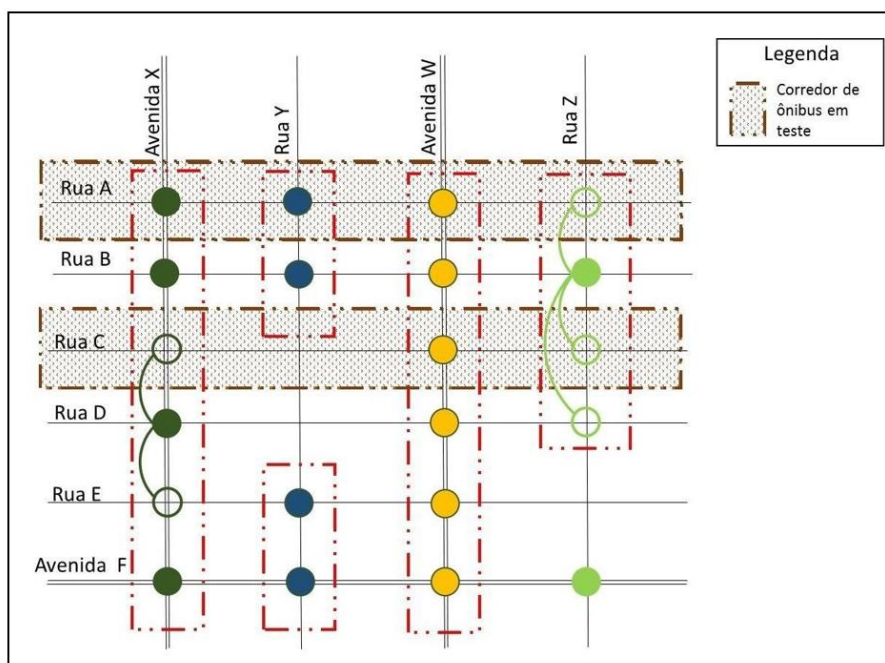 Legenda
Corredor de
ônibus em
teste
Avenida X
Rua Y
Avenida W
Rua Z
Rua A
Rua B
Rua C
Rua D
Rua E
Avenida F